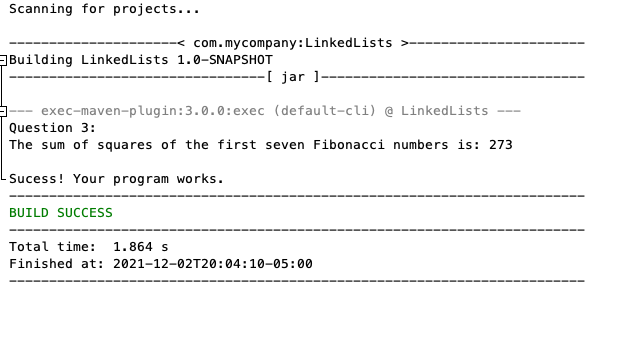 Scanning for projects...
---------------------< com.mycompany:LinkedLists >----------------------
Building LinkedLists 1.0-SNAPSHOT
--------------------------------[ jar ]---------------------------------
--- exec-maven-plugin:3.0.0:exec (default-cli) @ LinkedLists ---
Question 3:
The sum of squares of the first seven Fibonacci numbers is: 273
Sucess! Your program works.
------------------------------------------------------------------------
BUILD SUCCESS
------------------------------------------------------------------------
Total time:  1.864 s
Finished at: 2021-12-02T20:04:10-05:00
------------------------------------------------------------------------